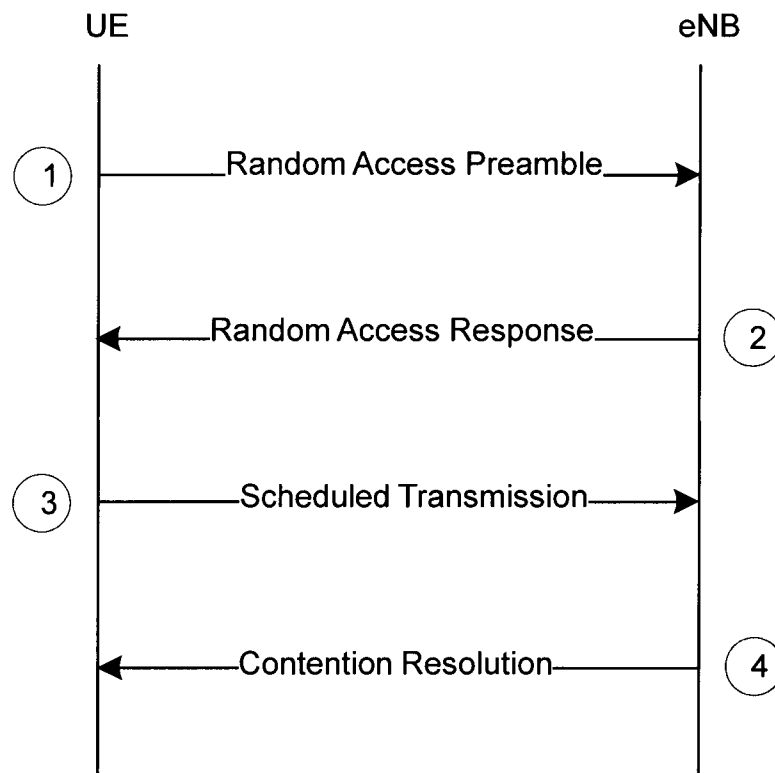 UE
eNB
1
Random Access Preamble
Random Access Response
2
3
Scheduled Transmission
Contention Resolution
4